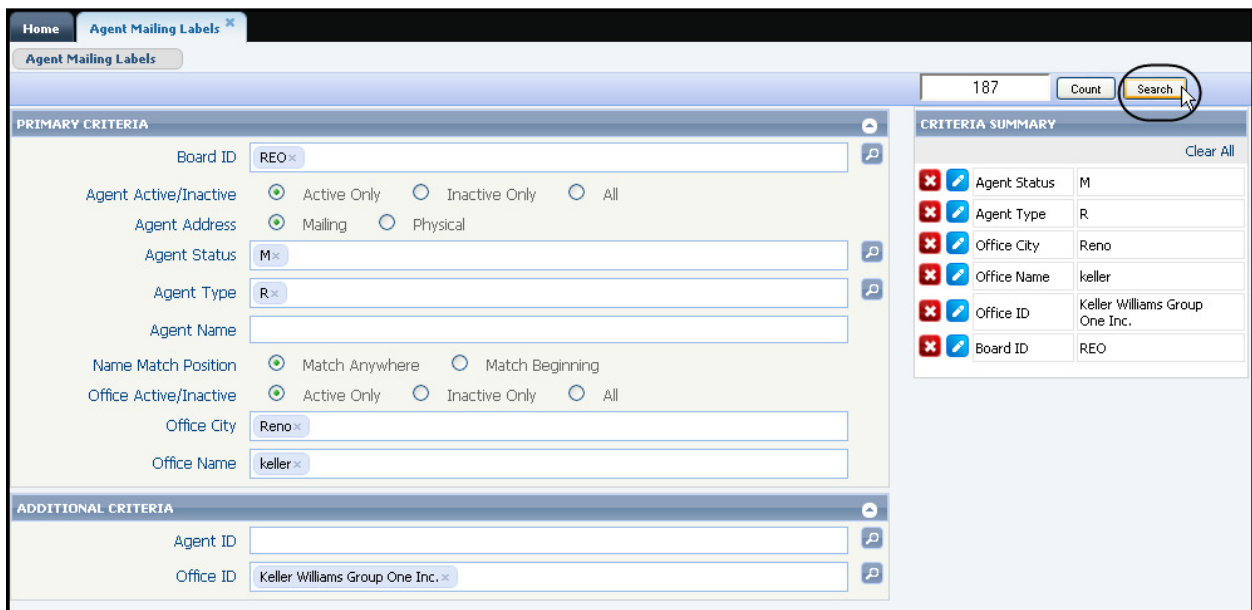 Home Agent Mailing Labels ×
Agent Mailing Labels
187 Count Search
PRIMARY CRITERIA
Board ID REO×
Agent Active/Inactive Active Only Inactive Only All
Agent Address Mailing Physical
Agent Status M×
Agent Type R×
Agent Name
Name Match Position Match Anywhere Match Beginning
Office Active/Inactive Active Only Inactive Only All
Office City Reno×
Office Name keller×
ADDITIONAL CRITERIA
Agent ID
Office ID Keller Williams Group One Inc.×
CRITERIA SUMMARY
Clear All
Agent Status M
Agent Type R
Office City Reno
Office Name keller
Office ID Keller Williams Group
One Inc.
Board ID REO